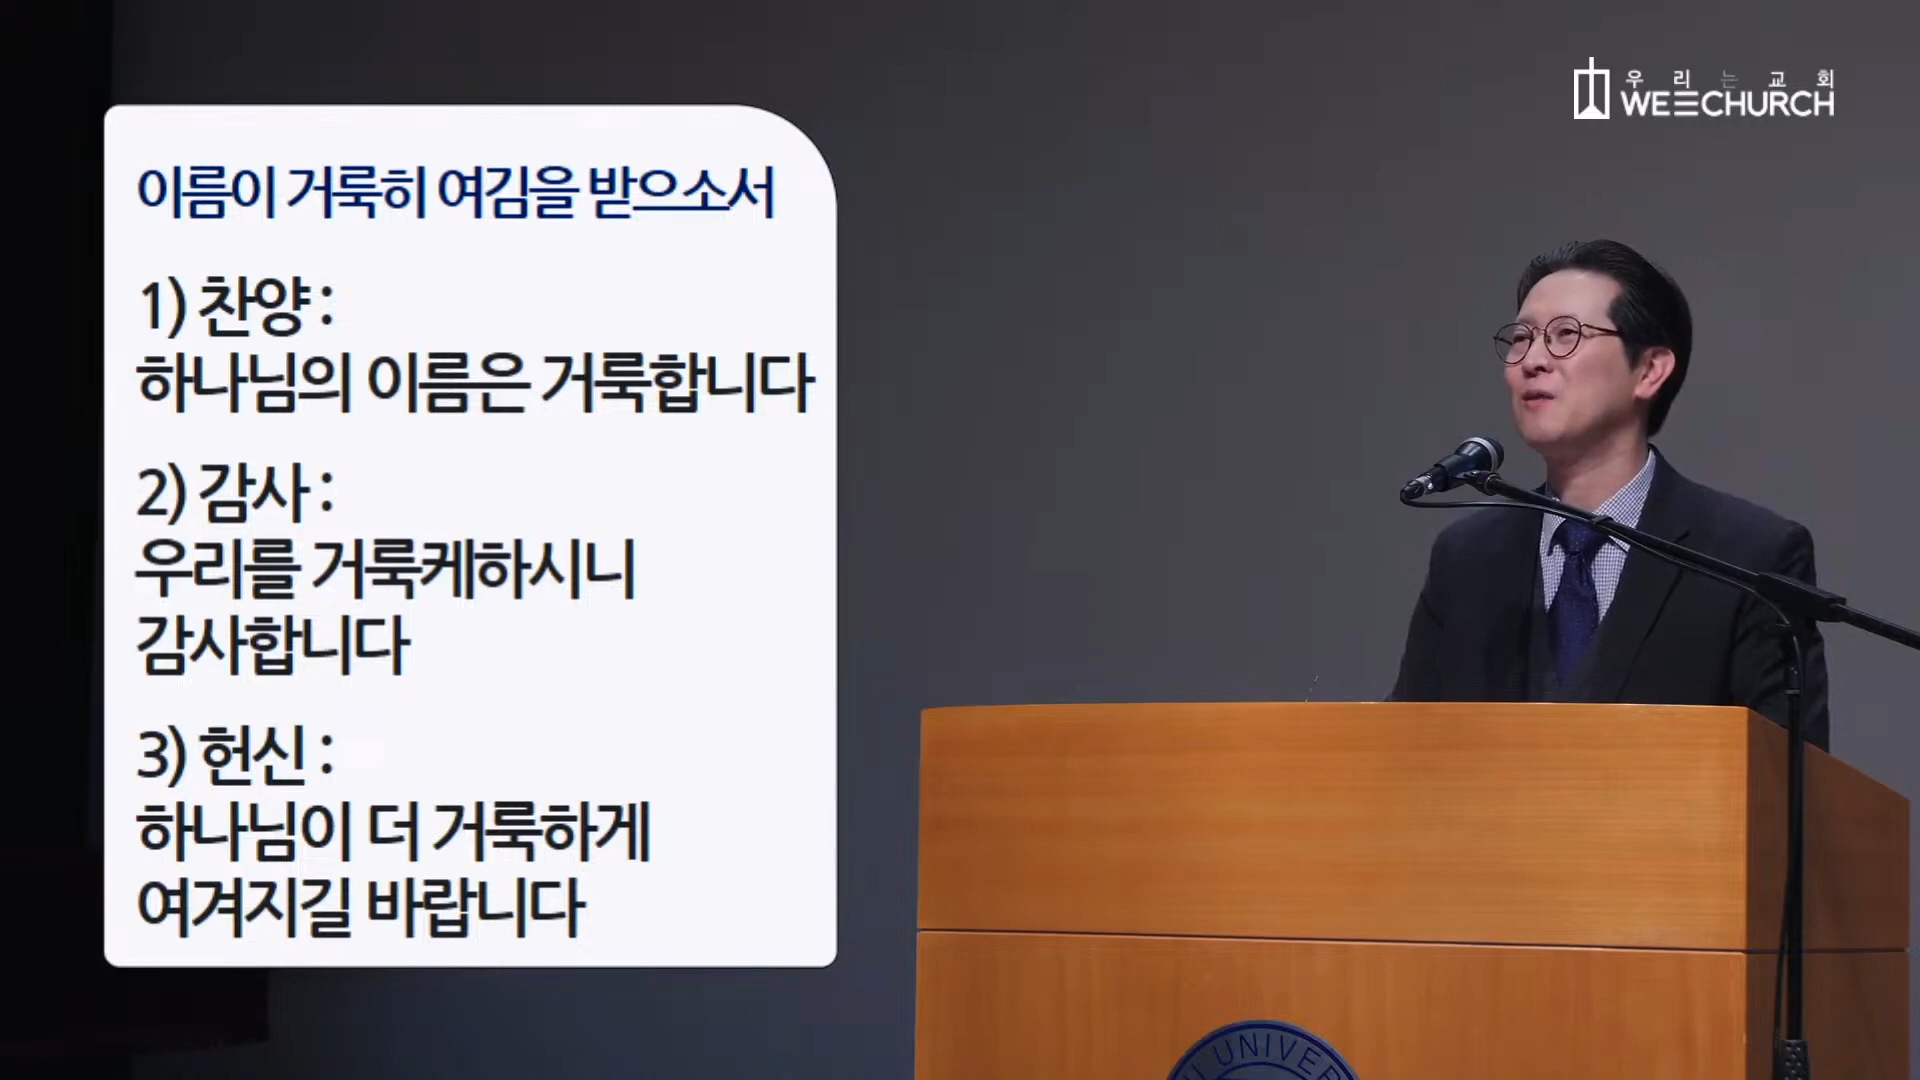 우리는교회
WECHURCH
이름이 거룩히 여김을 받으소서
1) 찬양 :
하나님의 이름은 거룩합니다
2) 감사 :
우리를 거룩케하시니
감사합니다
3) 헌신 :
하나님이 더 거룩하게
여겨지길 바랍니다